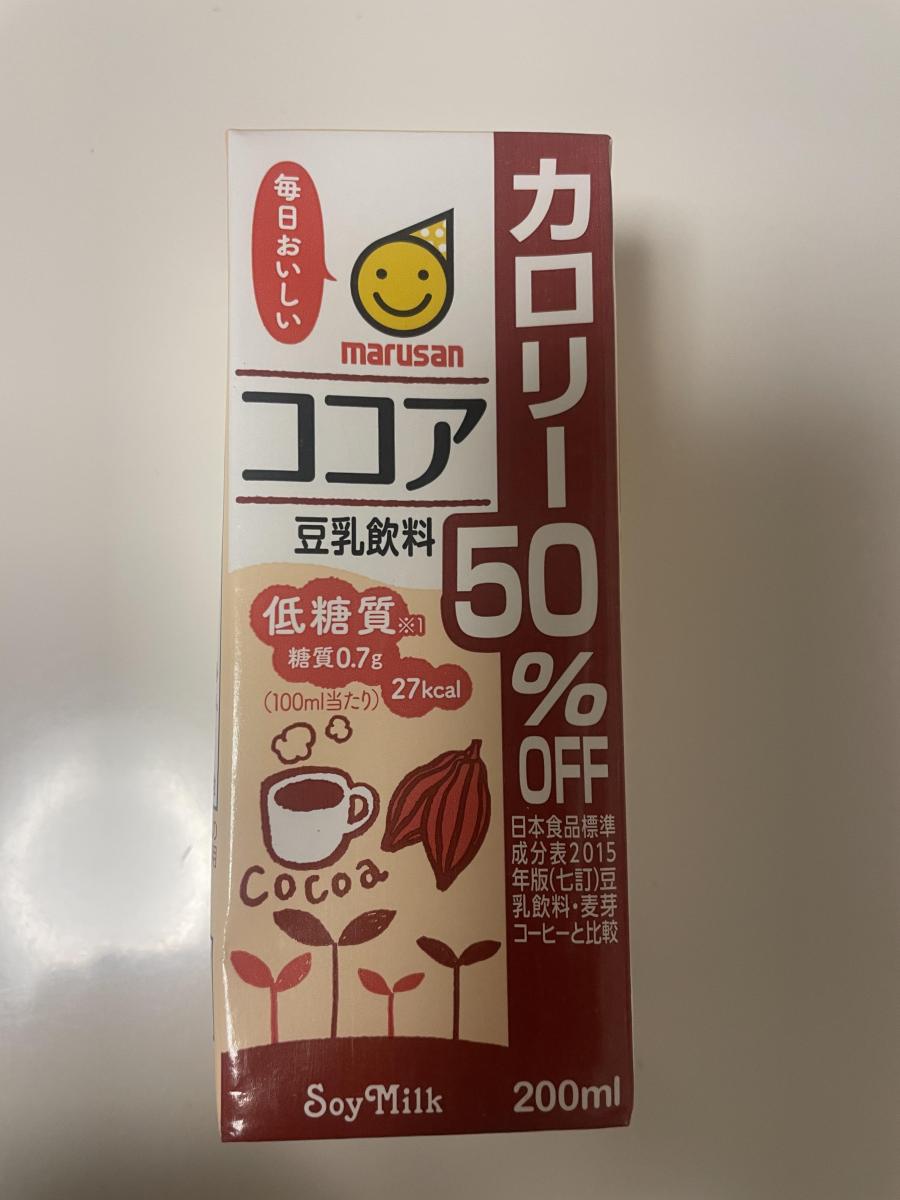 毎日おいしい
marusan
ココア
豆乳飲料
低糖質※1
糖質0.7g
27kcal
(100ml当たり)
Cocoa
Soy Milk
カロリー
50
%
OFF
日本食品標準
成分表2015
年版(七訂)豆
乳飲料・麦芽
コーヒーと比較
200ml